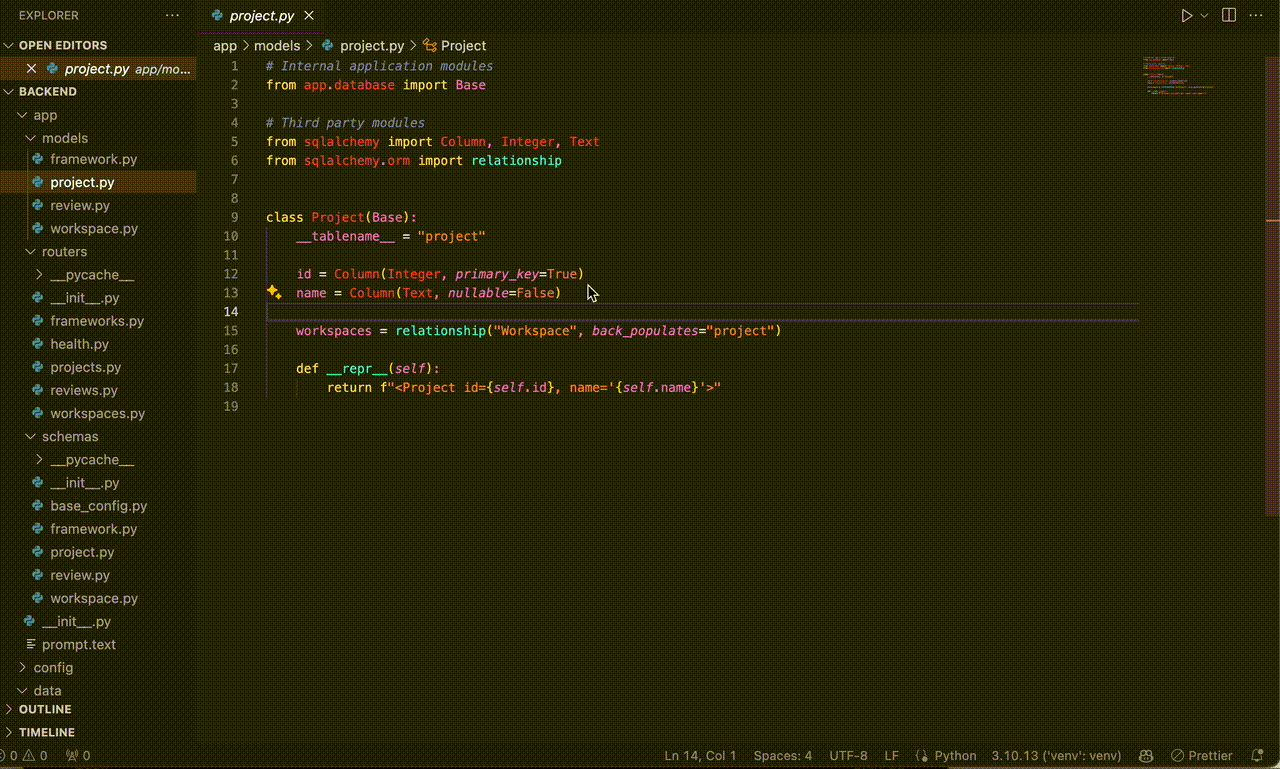 EXPLORER ···
project.py
OPEN EDITORS
project.py app/mo...
BACKEND
app
models
framework.py
project.py
review.py
workspace.py
routers
__pycache__
__init__.py
frameworks.py
health.py
projects.py
reviews.py
workspaces.py
schemas
__pycache__
__init__.py
base_config.py
framework.py
project.py
review.py
workspace.py
__init__.py
prompt.text
config
data
OUTLINE
TIMELINE
app > models > project.py > Project
1 # Internal application modules
2 from app.database import Base
3
4 # Third party modules
5 from sqlalchemy import Column, Integer, Text
6 from sqlalchemy.orm import relationship
7
8
9 class Project(Base):
10 __tablename__ = "project"
11
12 id = Column(Integer, primary_key=True)
13 name = Column(Text, nullable=False)
14
15 workspaces = relationship("Workspace", back_populates="project")
16
17 def __repr__(self):
18 return f"<Project id={self.id}, name='{self.name}'>"
19
0 0 0 Ln 14, Col 1 Spaces: 4 UTF-8 LF Python 3.10.13 ('venv': venv) Prettier